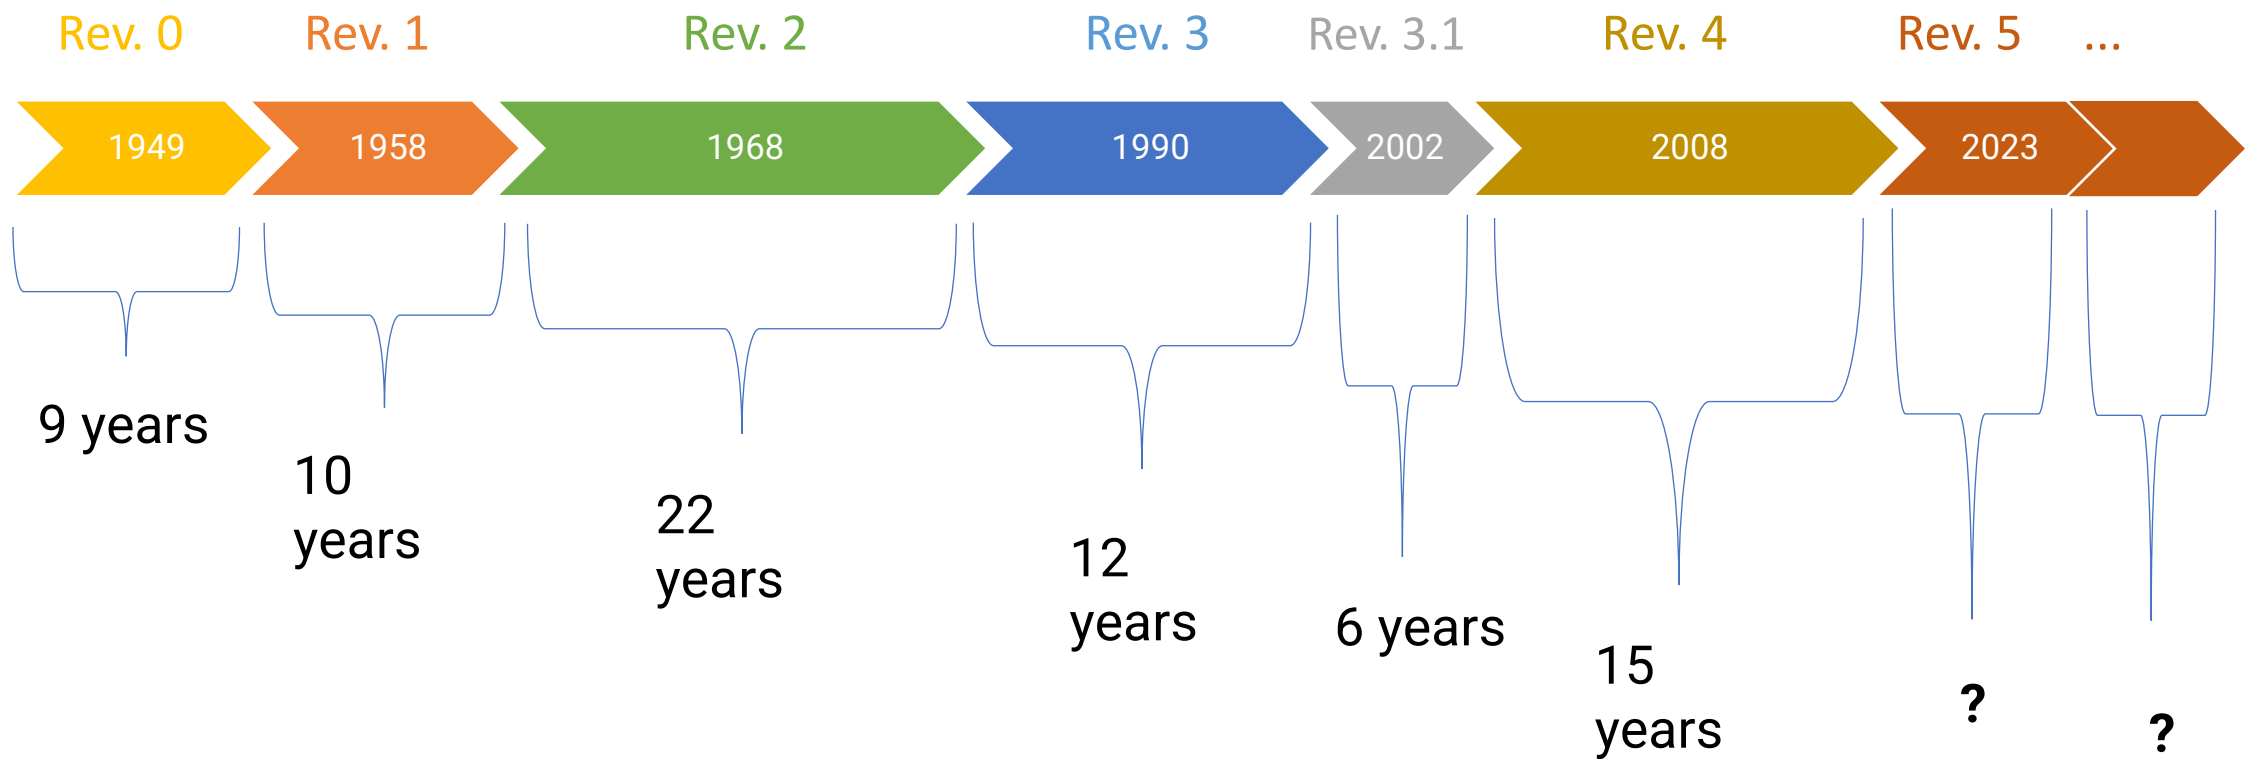 Rev. 0
Rev. 1
Rev. 2
Rev. 3
Rev. 3.1
Rev. 4
Rev. 5
...
1949
1958
1968
1990
2002
2008
2023
9 years
10
years
22
years
12
years
6 years
15
years
?
?